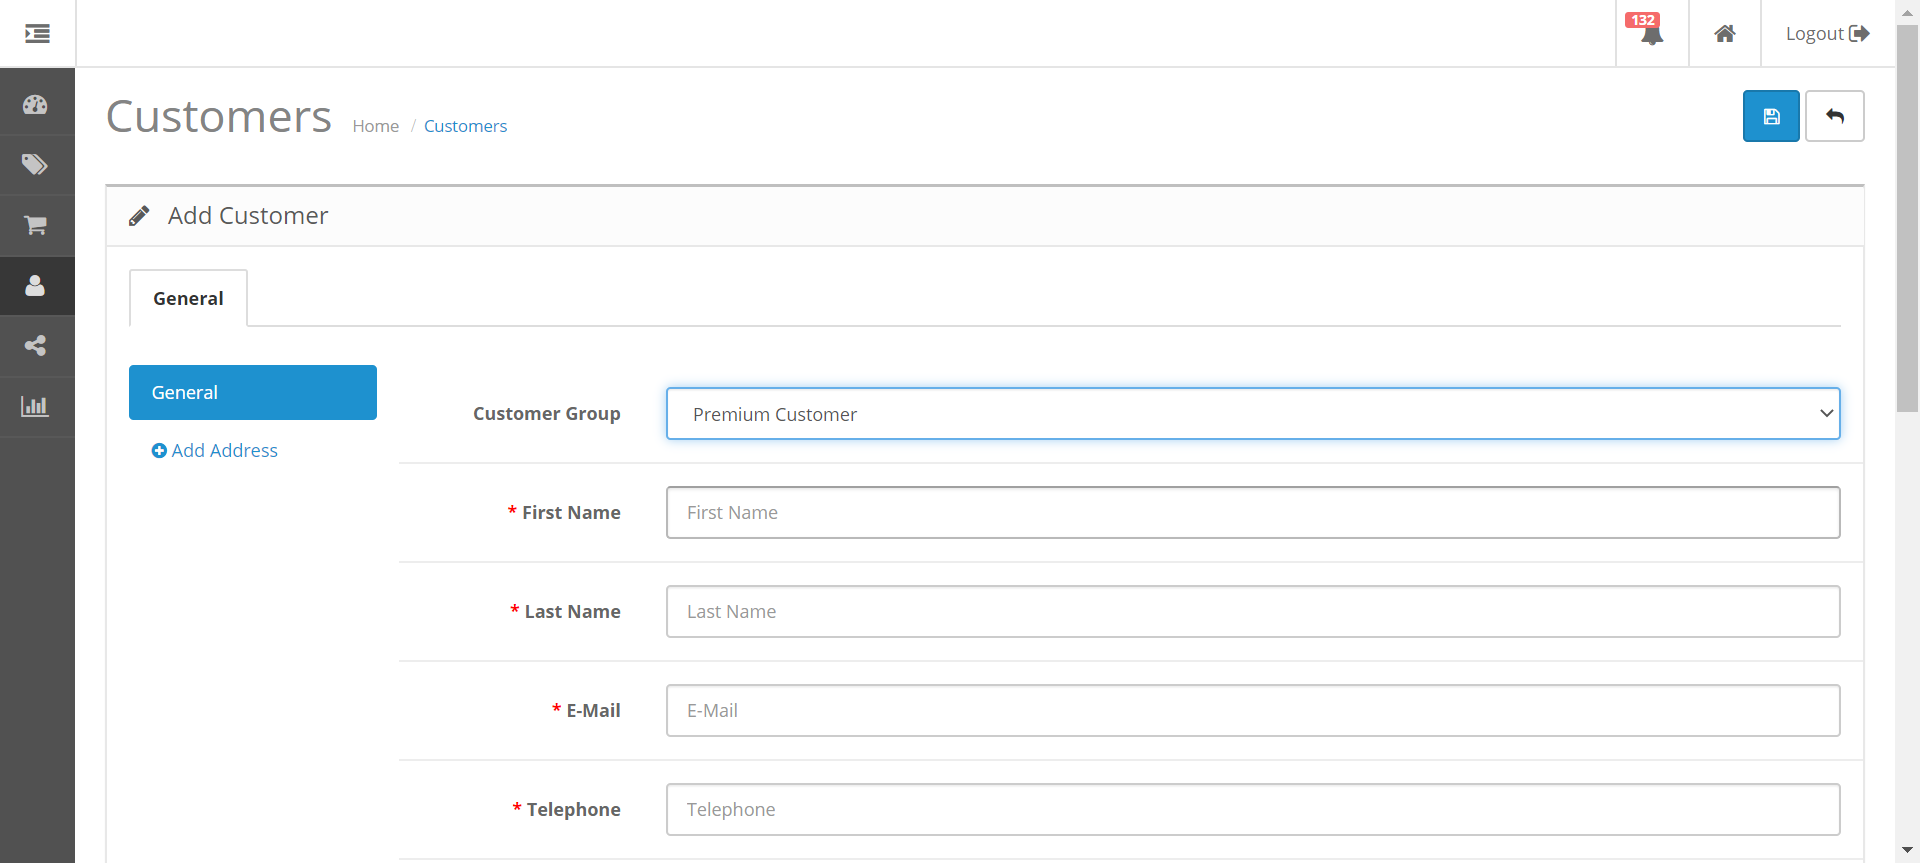 132
Logout
Customers
Home / Customers
Add Customer
General
General
Add Address
Customer Group
Premium Customer
* First Name
First Name
* Last Name
Last Name
* E-Mail
E-Mail
* Telephone
Telephone